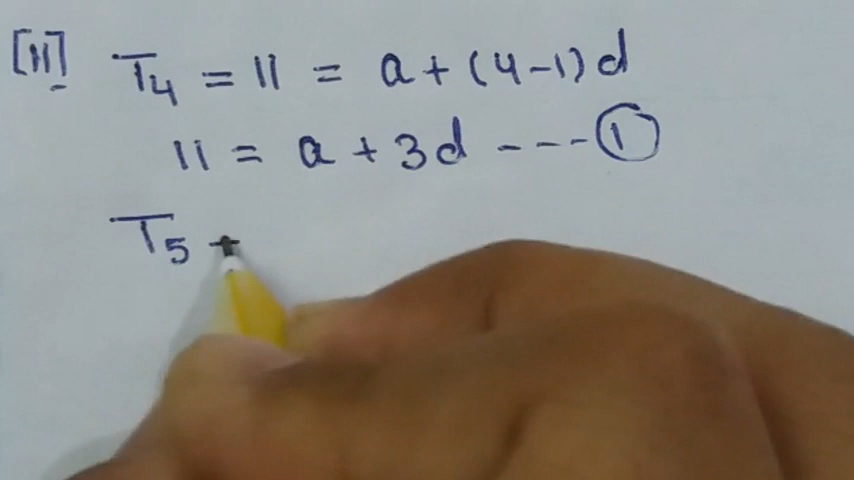 [11] T4 = 11 = a + (4-1)d
11 = a + 3d ---- 1
T5 +